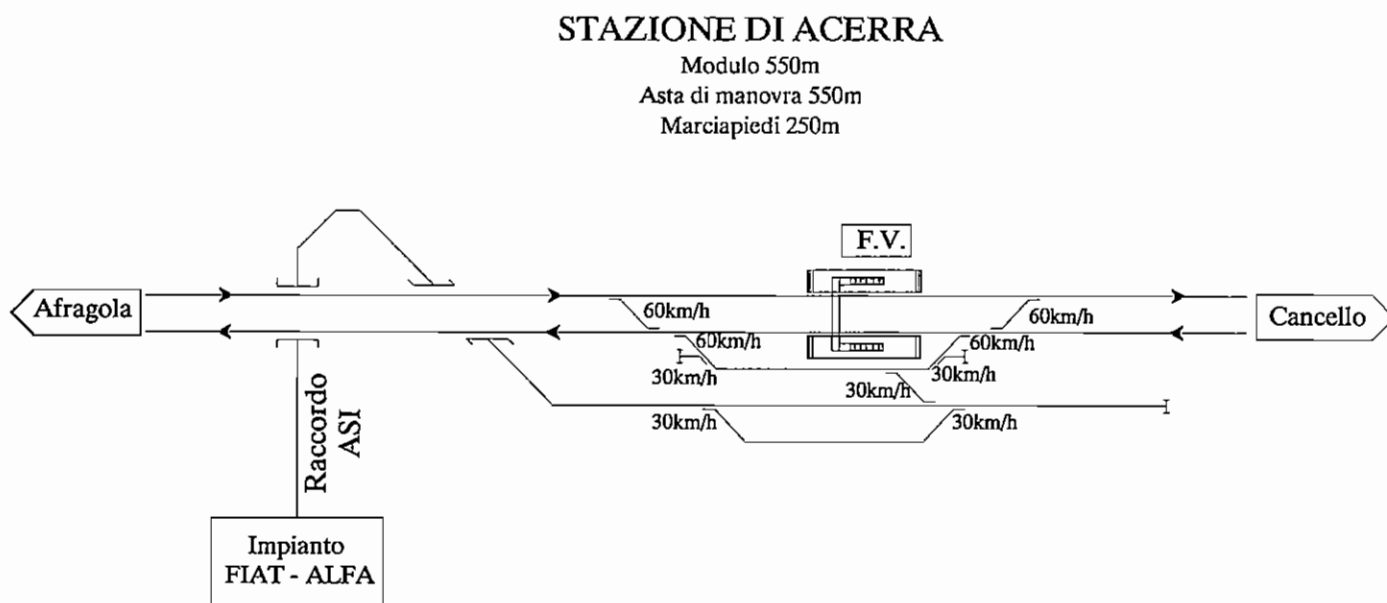 STAZIONE DI ACERRA
Modulo 550m
Asta di manovra 550m
Marciapiedi 250m
F.V.
Afragola
60km/h
60km/h
Cancello
60km/h
60km/h
30km/h
30km/h
30km/h
30km/h
30km/h
Raccordo
ASI
Impianto
FIAT - ALFA